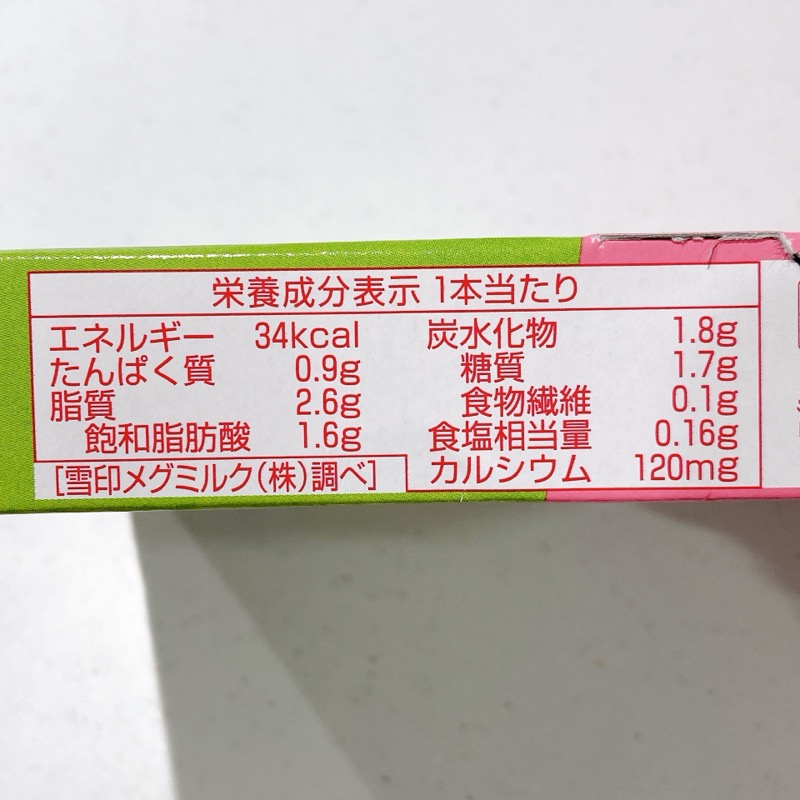 栄養成分表示 1本当たり
エネルギー 34kcal
たんぱく質 0.9g
脂質 2.6g
飽和脂肪酸 1.6g
[雪印メグミルク(株)調べ]
炭水化物 1.8g
糖質 1.7g
食物繊維 0.1g
食塩相当量 0.16g
カルシウム 120mg